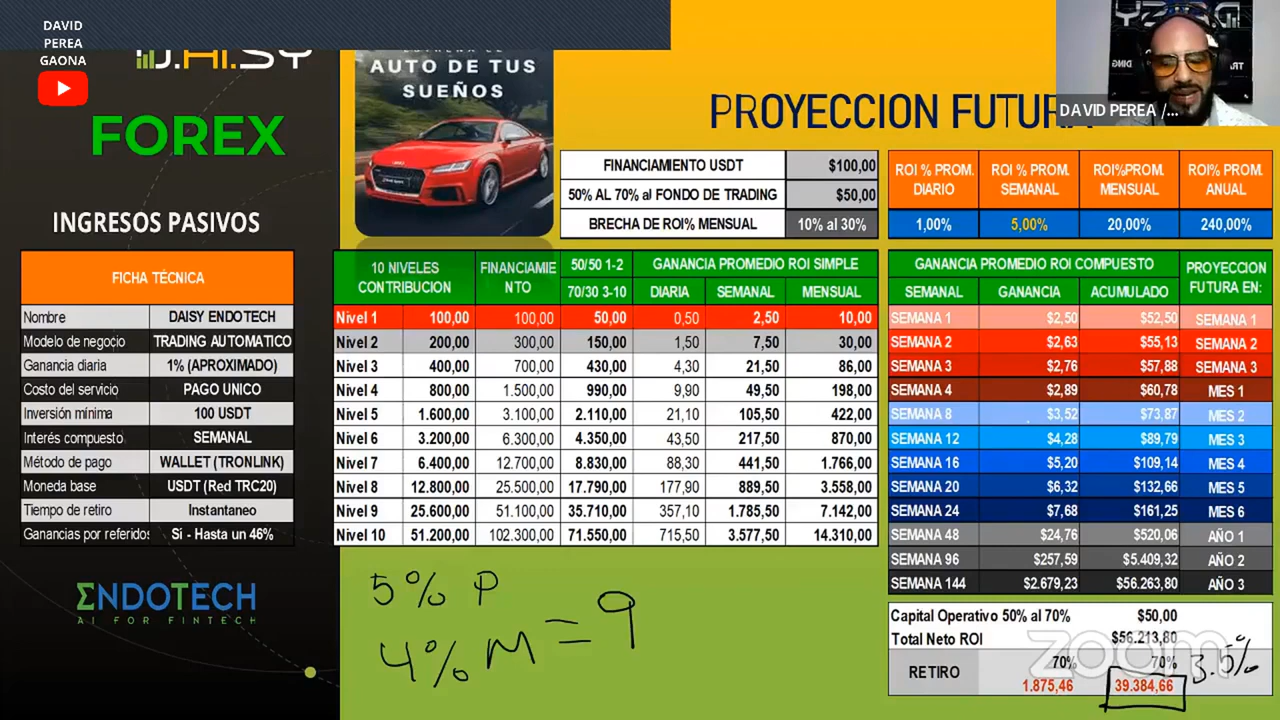 DAVID
PEREA
GAONA
FOREX
INGRESOS PASIVOS
FICHA TÉCNICA
Nombre DAISY ENDOTECH
Modelo de negocio TRADING AUTOMATICO
Ganancia diaria 1% (APROXIMADO)
Costo del servicio PAGO UNICO
Inversión mínima 100 USDT
Interés compuesto SEMANAL
Método de pago WALLET (TRONLINK)
Moneda base USDT (Red TRC20)
Tiempo de retiro Instantaneo
Ganancias por referidos Si - Hasta un 46%
ENDOTECH
AI FOR FINTECH
AUTO DE TUS
SUEÑOS
PROYECCION FUTURA
DAVID PEREA /...
FINANCIAMIENTO USDT $100,00
50% AL 70% al FONDO DE TRADING $50,00
BRECHA DE ROI% MENSUAL 10% al 30%
ROI % PROM. DIARIO ROI % PROM. SEMANAL ROI%PROM. MENSUAL ROI% PROM. ANUAL
1,00% 5,00% 20,00% 240,00%
10 NIVELES CONTRIBUCION FINANCIAMIENTO 50/50 1-2 70/30 3-10 GANANCIA PROMEDIO ROI SIMPLE
DIARIA SEMANAL MENSUAL
Nivel 1 100,00 100,00 50,00 0,50 2,50 10,00
Nivel 2 200,00 300,00 150,00 1,50 7,50 30,00
Nivel 3 400,00 700,00 430,00 4,30 21,50 86,00
Nivel 4 800,00 1.500,00 990,00 9,90 49,50 198,00
Nivel 5 1.600,00 3.100,00 2.110,00 21,10 105,50 422,00
Nivel 6 3.200,00 6.300,00 4.350,00 43,50 217,50 870,00
Nivel 7 6.400,00 12.700,00 8.830,00 88,30 441,50 1.766,00
Nivel 8 12.800,00 25.500,00 17.790,00 177,90 889,50 3.558,00
Nivel 9 25.600,00 51.100,00 35.710,00 357,10 1.785,50 7.142,00
Nivel 10 51.200,00 102.300,00 71.550,00 715,50 3.577,50 14.310,00
GANANCIA PROMEDIO ROI COMPUESTO PROYECCION FUTURA EN:
SEMANAL GANANCIA ACUMULADO
SEMANA 1 $2,50 $52,50 SEMANA 1
SEMANA 2 $2,63 $55,13 SEMANA 2
SEMANA 3 $2,76 $57,88 SEMANA 3
SEMANA 4 $2,89 $60,78 MES 1
SEMANA 8 $3,52 $73,87 MES 2
SEMANA 12 $4,28 $89,79 MES 3
SEMANA 16 $5,20 $109,14 MES 4
SEMANA 20 $6,32 $132,66 MES 5
SEMANA 24 $7,68 $161,25 MES 6
SEMANA 48 $24,76 $520,06 AÑO 1
SEMANA 96 $257,59 $5.409,32 AÑO 2
SEMANA 144 $2.679,23 $56.263,80 AÑO 3
Capital Operativo 50% al 70% $50,00
Total Neto ROI $56.213,80
RETIRO 70% 70%
1.875,46 39.384,66
zoom
3.5%
5% P
4% M = 9